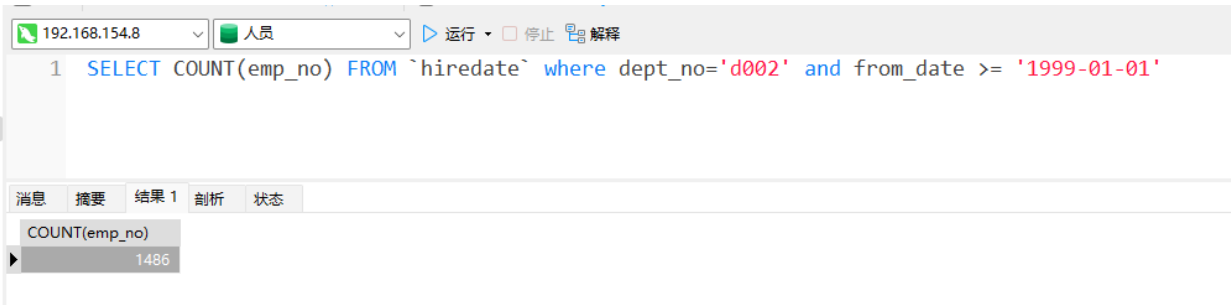 192.168.154.8 人员 运行 停止 解释
1 SELECT COUNT(emp_no) FROM `hiredate` where dept_no='d002' and from_date >= '1999-01-01'
消息 摘要 结果 1 剖析 状态
COUNT(emp_no)
1486